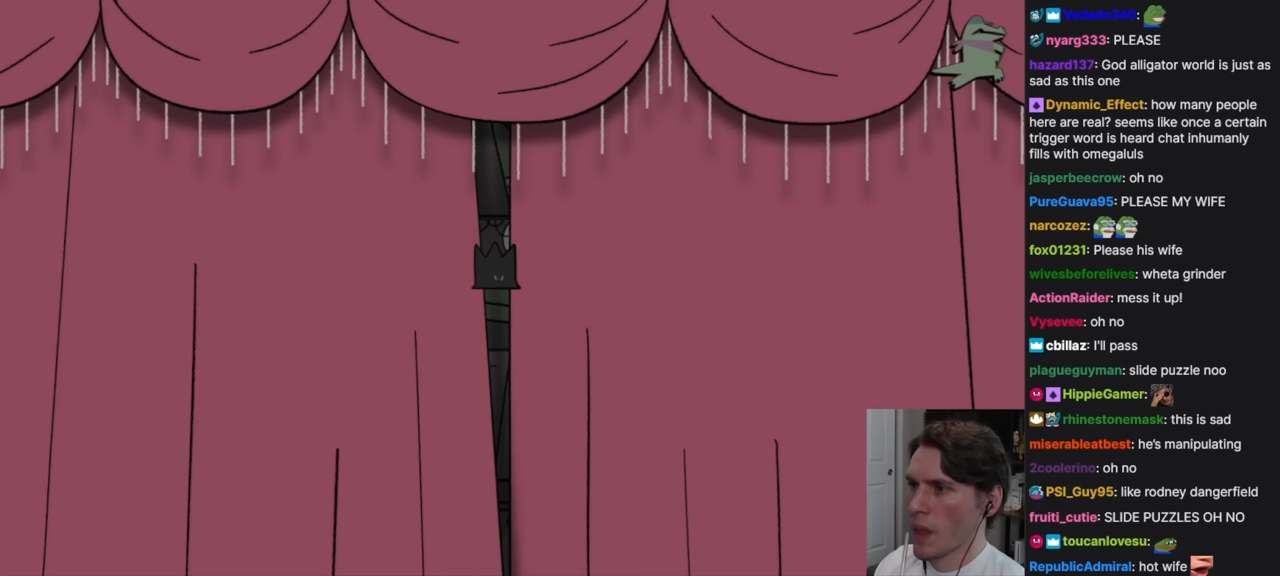 Vodado340:
nyarg333: PLEASE
hazard137: God alligator world is just as
sad as this one
Dynamic_Effect: how many people
here are real? seems like once a certain
trigger word is heard chat inhumanly
fills with omegaluls
jasperbeecrow: oh no
PureGuava95: PLEASE MY WIFE
narcozez:
fox01231: Please his wife
wivesbeforelives: wheta grinder
ActionRaider: mess it up!
Vysevee: oh no
cbillaz: I'll pass
plagueguyman: slide puzzle noo
HippieGamer:
rhinestonemask: this is sad
miserableatbest: he's manipulating
2coolerino: oh no
PSI_Guy95: like rodney dangerfield
fruiti_cutie: SLIDE PUZZLES OH NO
toucanlovesu:
RepublicAdmiral: hot wife